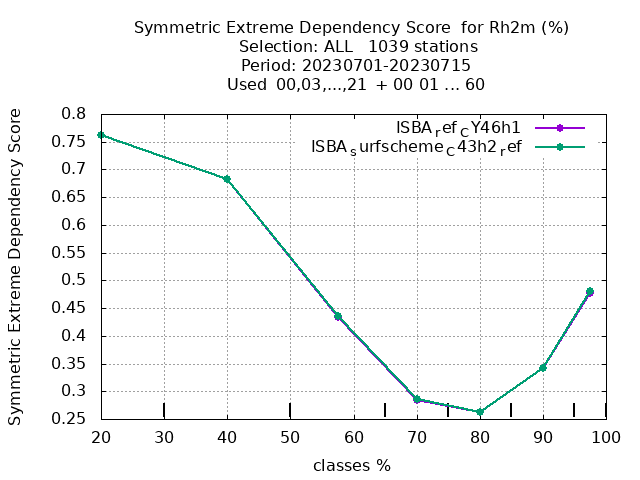 Symmetric Extreme Dependency Score  for Rh2m (%)
Selection: ALL   1039 stations
Period: 20230701-20230715
Used  00,03,...,21  + 00 01 ... 60
ISBArefCY46h1
ISBAsurfschemeC43h2ref
Symmetric Extreme Dependency Score
0.8
0.75
0.7
0.65
0.6
0.55
0.5
0.45
0.4
0.35
0.3
0.25
20 30 40 50 60 70 80 90 100
classes %